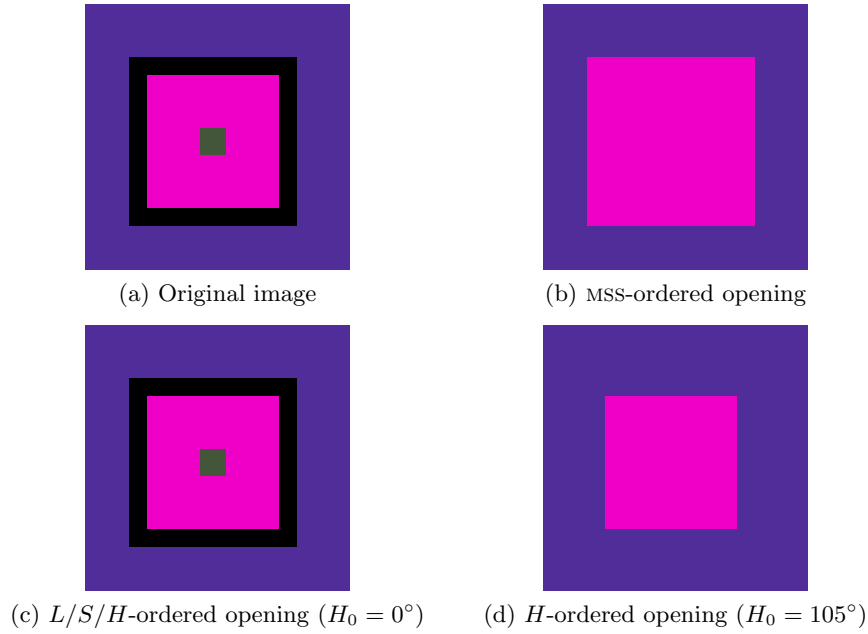 (a) Original image
(b) MSS-ordered opening
(c) L/S/H-ordered opening (H₀ = 0°)
(d) H-ordered opening (H₀ = 105°)